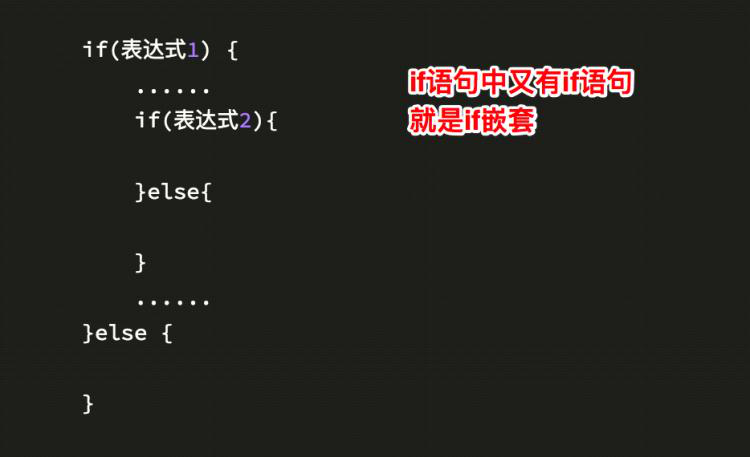 if(表达式1) {
......
if语句中又有if语句
if(表达式2){
就是if嵌套
}else{
}
......
}else {
}